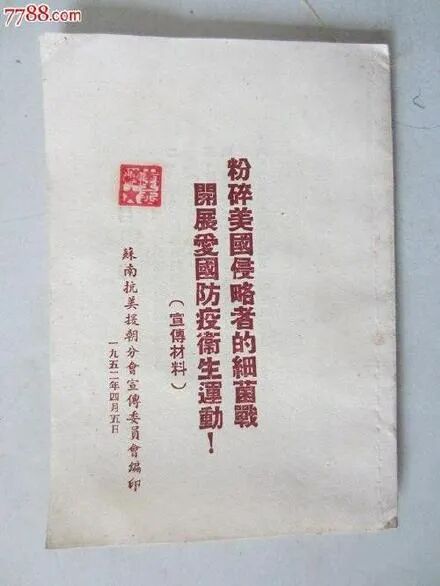 7788.com
粉碎美國侵略者的細菌戰
開展愛國防疫衛生運動！
（宣傳材料）
蘇南抗美援朝分會宣傳委員會編印
一九五二年四月五日